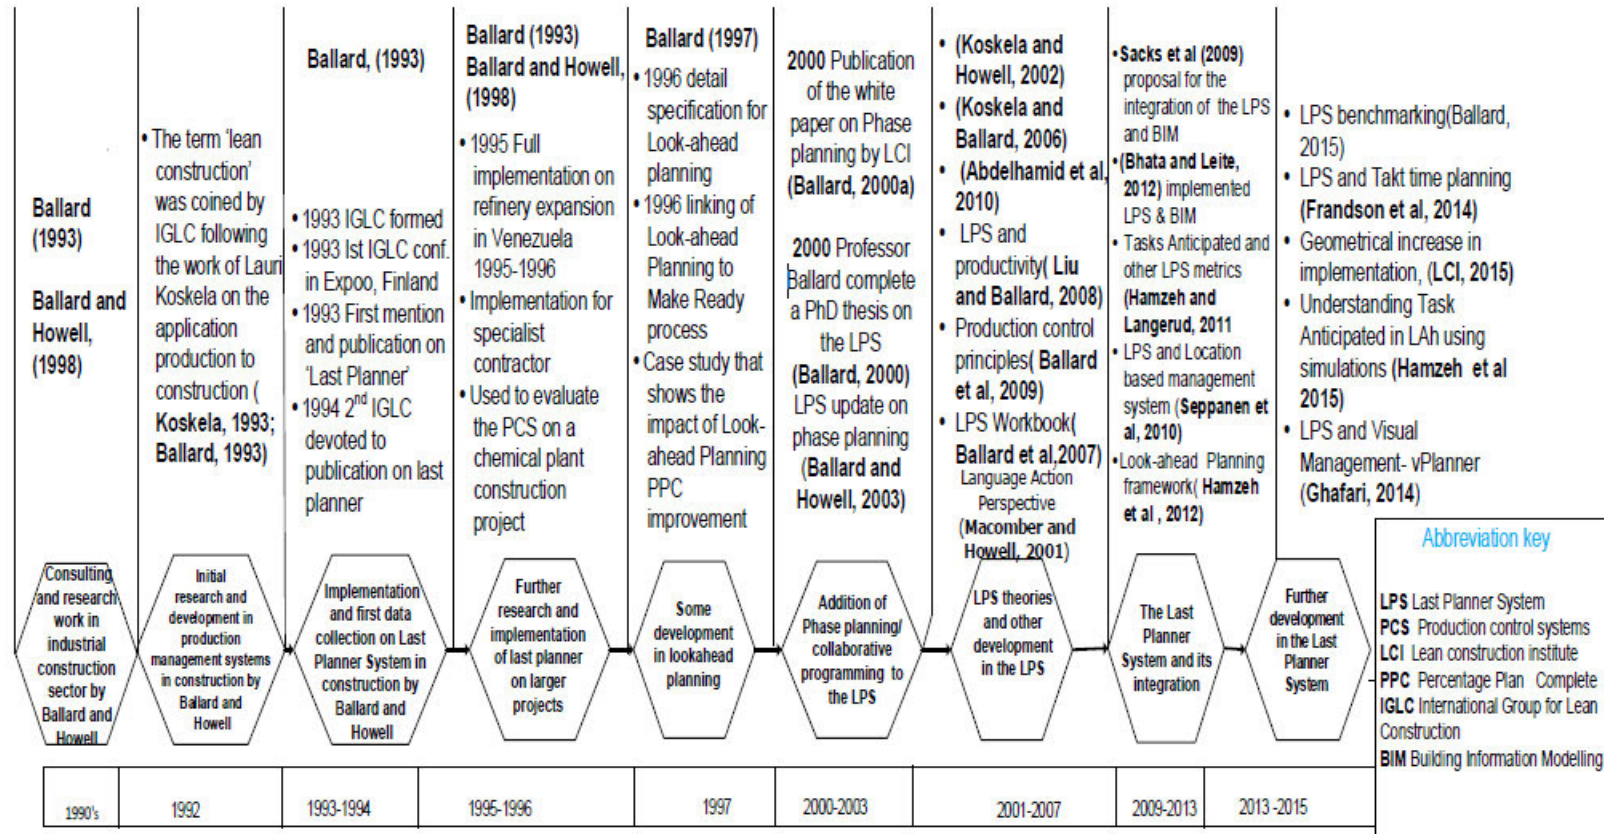 Ballard
(1993)
Ballard and
Howell,
(1998)
• The term ‘lean
construction’
was coined by
IGLC following
the work of Lauri
Koskela on the
application
production to
construction (
Koskela, 1993;
Ballard, 1993)
Ballard, (1993)
• 1993 IGLC formed
• 1993 Ist IGLC conf.
in Expoo, Finland
• 1993 First mention
and publication on
‘Last Planner’
• 1994 2nd IGLC
devoted to
publication on last
planner
Ballard (1993)
Ballard and Howell,
(1998)
• 1995 Full
implementation on
refinery expansion
in Venezuela
1995-1996
• Implementation for
specialist
contractor
• Used to evaluate
the PCS on a
chemical plant
construction
project
Ballard (1997)
• 1996 detail
specification for
Look-ahead
planning
• 1996 linking of
Look-ahead
Planning to
Make Ready
process
• Case study that
shows the
impact of Look-
ahead Planning
PPC
improvement
2000 Publication
of the white
paper on Phase
planning by LCI
(Ballard, 2000a)
2000 Professor
Ballard complete
a PhD thesis on
the LPS
(Ballard, 2000)
LPS update on
phase planning
(Ballard and
Howell, 2003)
• (Koskela and
Howell, 2002)
• (Koskela and
Ballard, 2006)
• (Abdelhamid et al,
2010)
• LPS and
productivity( Liu
and Ballard, 2008)
• Production control
principles( Ballard
et al, 2009)
• LPS Workbook(
Ballard et al,2007)
Language Action
Perspective
(Macomber and
Howell, 2001)
• Sacks et al (2009)
proposal for the
integration of the LPS
and BIM
• (Bhata and Leite,
2012) implemented
LPS & BIM
• Tasks Anticipated and
other LPS metrics
(Hamzeh and
Langerud, 2011
• LPS and Location
based management
system (Seppanen et
al, 2010)
• Look-ahead Planning
framework( Hamzeh
et al , 2012)
• LPS benchmarking(Ballard,
2015)
• LPS and Takt time planning
(Frandson et al, 2014)
• Geometrical increase in
implementation, (LCI, 2015)
• Understanding Task
Anticipated in LAh using
simulations (Hamzeh et al
2015)
• LPS and Visual
Management- vPlanner
(Ghafari, 2014)
Consulting
and research
work in
industrial
construction
sector by
Ballard and
Howell
Initial
research and
development in
production
management systems
in construction by
Ballard and
Howell
Implementation
and first data
collection on Last
Planner System in
construction by
Ballard and
Howell
Further
research and
implementation
of last planner
on larger
projects
Some
development
in lookahead
planning
Addition of
Phase planning/
collaborative
programming to
the LPS
LPS theories
and other
development
in the LPS
The Last
Planner
System and its
integration
Further
development
in the Last
Planner
System
Abbreviation key
LPS Last Planner System
PCS Production control systems
LCI Lean construction institute
PPC Percentage Plan Complete
IGLC International Group for Lean
Construction
BIM Building Information Modelling
1990's
1992
1993-1994
1995-1996
1997
2000-2003
2001-2007
2009-2013
2013-2015